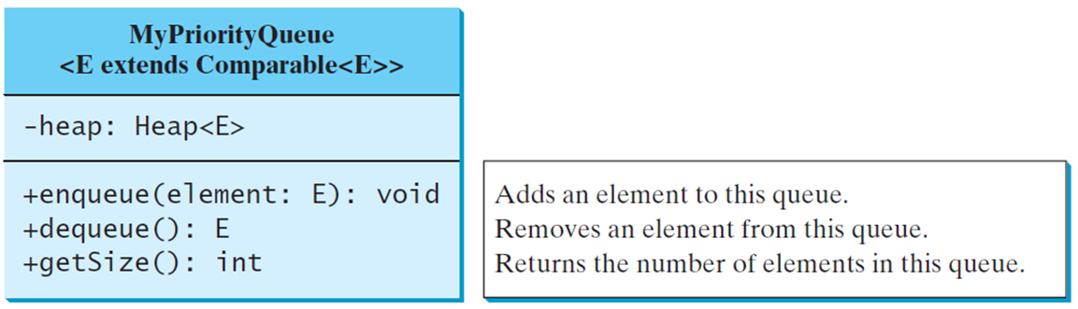 MyPriorityQueue
<E extends Comparable<E>>
-heap: Heap<E>
+enqueue(element: E): void
+dequeue(): E
+getSize(): int
Adds an element to this queue.
Removes an element from this queue.
Returns the number of elements in this queue.